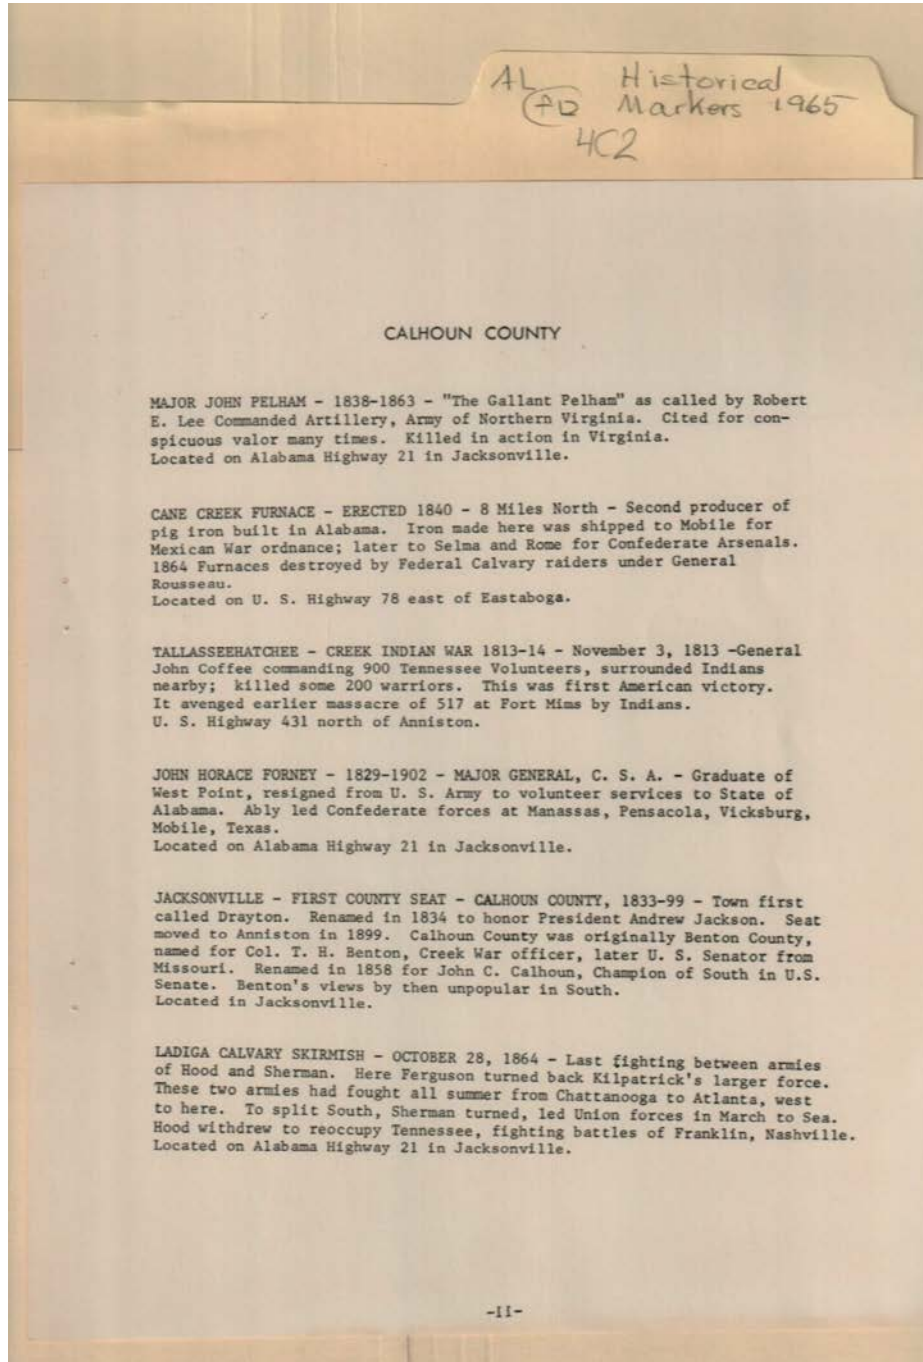 AL Historical
FD Markers 1965
4C2
CALHOUN COUNTY
MAJOR JOHN PELHAM - 1838-1863 - "The Gallant Pelham" as called by Robert
E. Lee Commanded Artillery, Army of Northern Virginia. Cited for con-
spicuous valor many times. Killed in action in Virginia.
Located on Alabama Highway 21 in Jacksonville.
CANE CREEK FURNACE - ERECTED 1840 - 8 Miles North - Second producer of
pig iron built in Alabama. Iron made here was shipped to Mobile for
Mexican War ordnance; later to Selma and Rome for Confederate Arsenals.
1864 Furnaces destroyed by Federal Calvary raiders under General
Rousseau.
Located on U. S. Highway 78 east of Eastaboga.
TALLASSEEHATCHEE - CREEK INDIAN WAR 1813-14 - November 3, 1813 -General
John Coffee commanding 900 Tennessee Volunteers, surrounded Indians
nearby; killed some 200 warriors. This was first American victory.
It avenged earlier massacre of 517 at Fort Mims by Indians.
U. S. Highway 431 north of Anniston.
JOHN HORACE FORNEY - 1829-1902 - MAJOR GENERAL, C. S. A. - Graduate of
West Point, resigned from U. S. Army to volunteer services to State of
Alabama. Ably led Confederate forces at Manassas, Pensacola, Vicksburg,
Mobile, Texas.
Located on Alabama Highway 21 in Jacksonville.
JACKSONVILLE - FIRST COUNTY SEAT - CALHOUN COUNTY, 1833-99 - Town first
called Drayton. Renamed in 1834 to honor President Andrew Jackson. Seat
moved to Anniston in 1899. Calhoun County was originally Benton County,
named for Col. T. H. Benton, Creek War officer, later U. S. Senator from
Missouri. Renamed in 1858 for John C. Calhoun, Champion of South in U.S.
Senate. Benton's views by then unpopular in South.
Located in Jacksonville.
LADIGA CALVARY SKIRMISH - OCTOBER 28, 1864 - Last fighting between armies
of Hood and Sherman. Here Ferguson turned back Kilpatrick's larger force.
These two armies had fought all summer from Chattanooga to Atlanta, west
to here. To split South, Sherman turned, led Union forces in March to Sea.
Hood withdrew to reoccupy Tennessee, fighting battles of Franklin, Nashville.
Located on Alabama Highway 21 in Jacksonville.
-11-